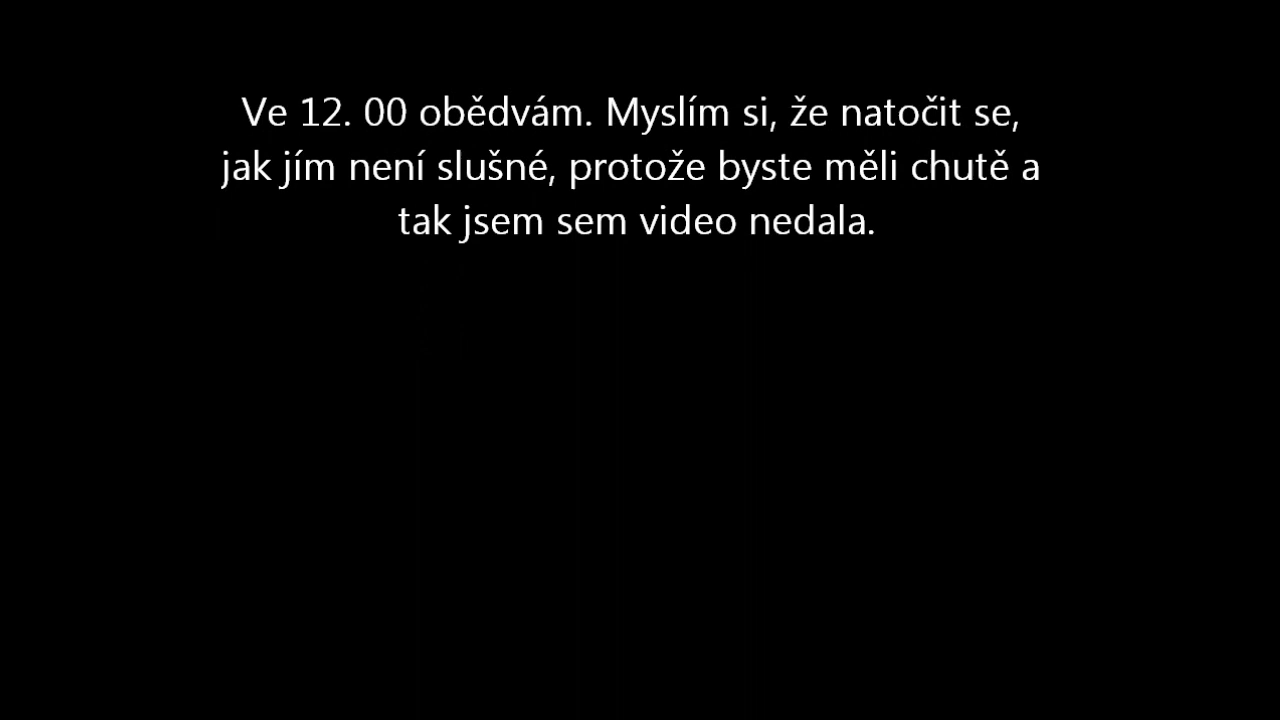 Ve 12. 00 obědvám. Myslím si, že natočit se,
jak jím není slušné, protože byste měli chutě a
tak jsem sem video nedala.